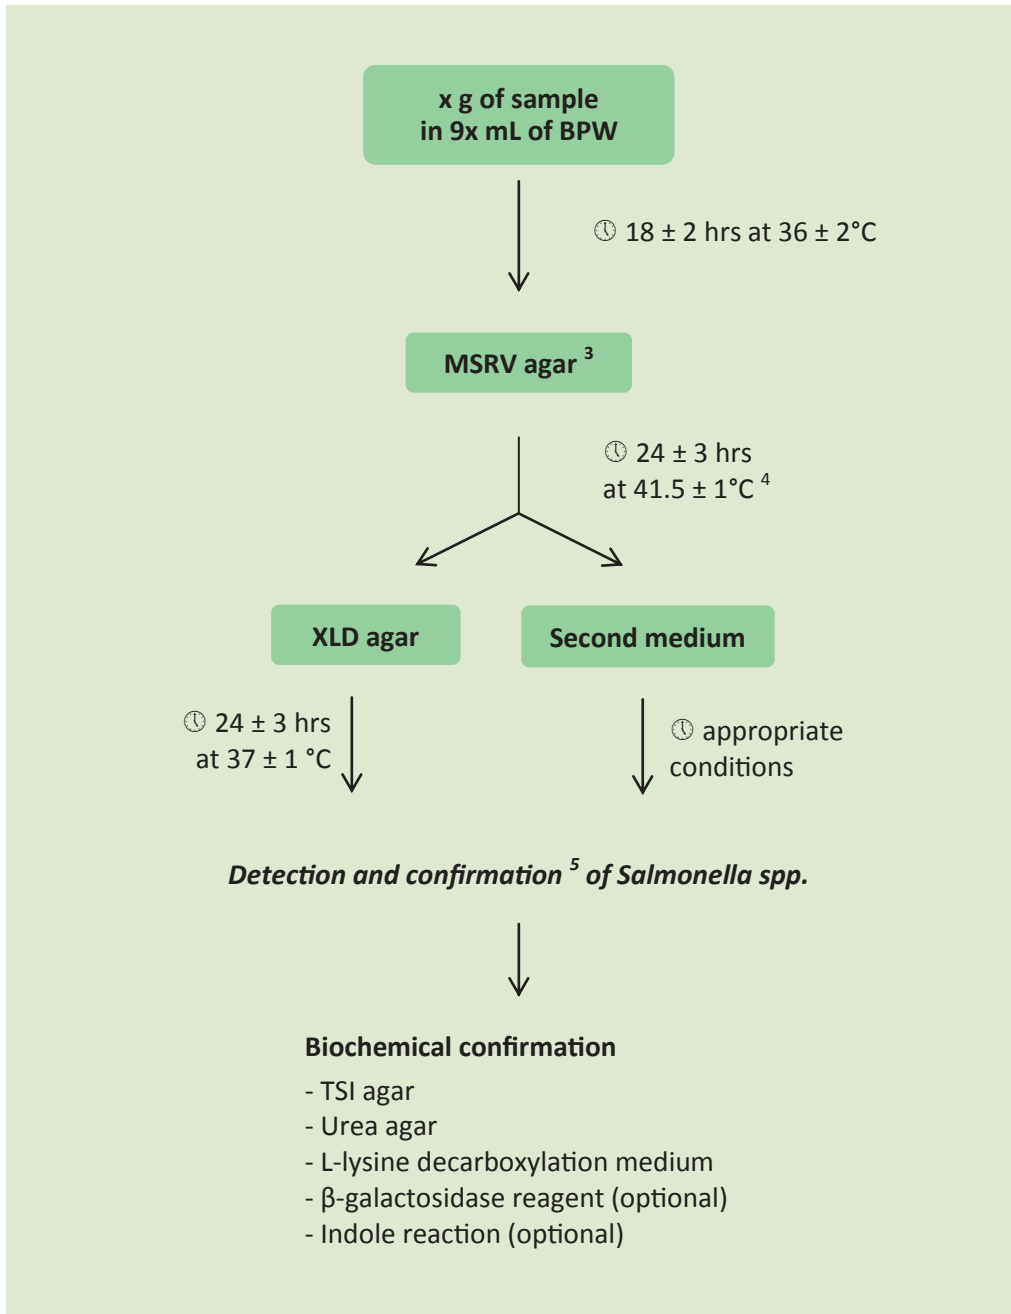 x g of sample
in 9x mL of BPW
18 ± 2 hrs at 36 ± 2°C
MSRV agar ³
24 ± 3 hrs
at 41.5 ± 1°C ⁴
XLD agar
Second medium
24 ± 3 hrs
at 37 ± 1 °C
appropriate
conditions
Detection and confirmation ⁵ of Salmonella spp.
Biochemical confirmation
- TSI agar
- Urea agar
- L-lysine decarboxylation medium
- β-galactosidase reagent (optional)
- Indole reaction (optional)